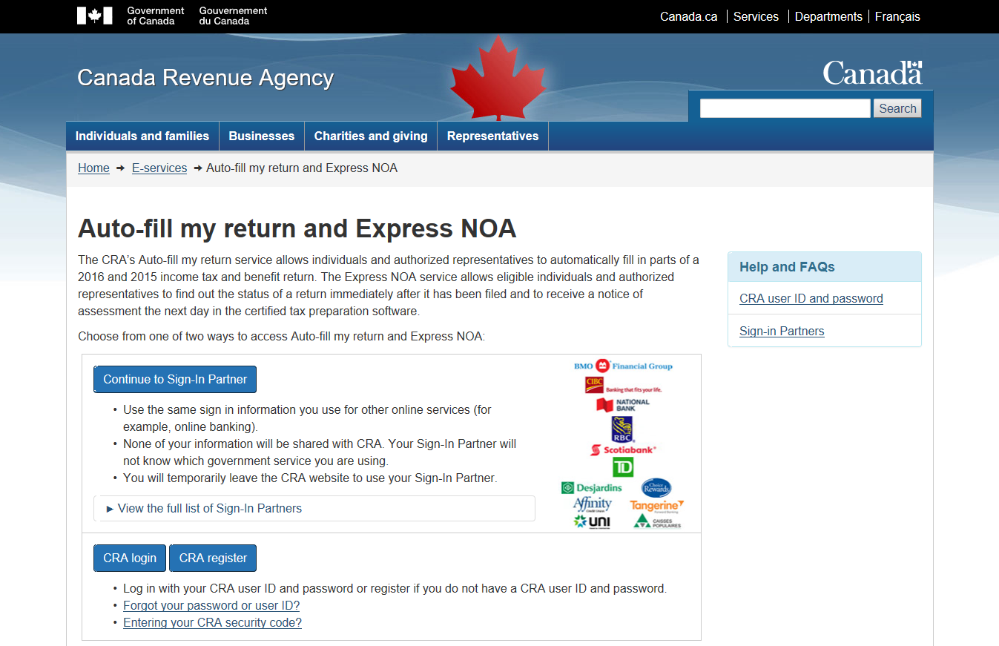 Government of Canada
Gouvernement du Canada
Canada.ca
Services
Departments
Français
Canada Revenue Agency
Canada
Search
Individuals and families
Businesses
Charities and giving
Representatives
Home → E-services → Auto-fill my return and Express NOA
Auto-fill my return and Express NOA
The CRA’s Auto-fill my return service allows individuals and authorized representatives to automatically fill in parts of a
2016 and 2015 income tax and benefit return. The Express NOA service allows eligible individuals and authorized
representatives to find out the status of a return immediately after it has been filed and to receive a notice of
assessment the next day in the certified tax preparation software.
Choose from one of two ways to access Auto-fill my return and Express NOA:
Help and FAQs
CRA user ID and password
Sign-in Partners
Continue to Sign-In Partner
• Use the same sign in information you use for other online services (for
example, online banking).
• None of your information will be shared with CRA. Your Sign-In Partner will
not know which government service you are using.
• You will temporarily leave the CRA website to use your Sign-In Partner.
► View the full list of Sign-In Partners
BMO Financial Group
CIBC Banking that fits your life.
NATIONAL
BANK
RBC
Scotiabank
TD
Desjardins
Choice
Rewards
Affinity
Credit Union
Tangerine
Forward Banking
UNI
CAISSES
POPULAIRES
CRA login
CRA register
• Log in with your CRA user ID and password or register if you do not have a CRA user ID and password.
• Forgot your password or user ID?
• Entering your CRA security code?